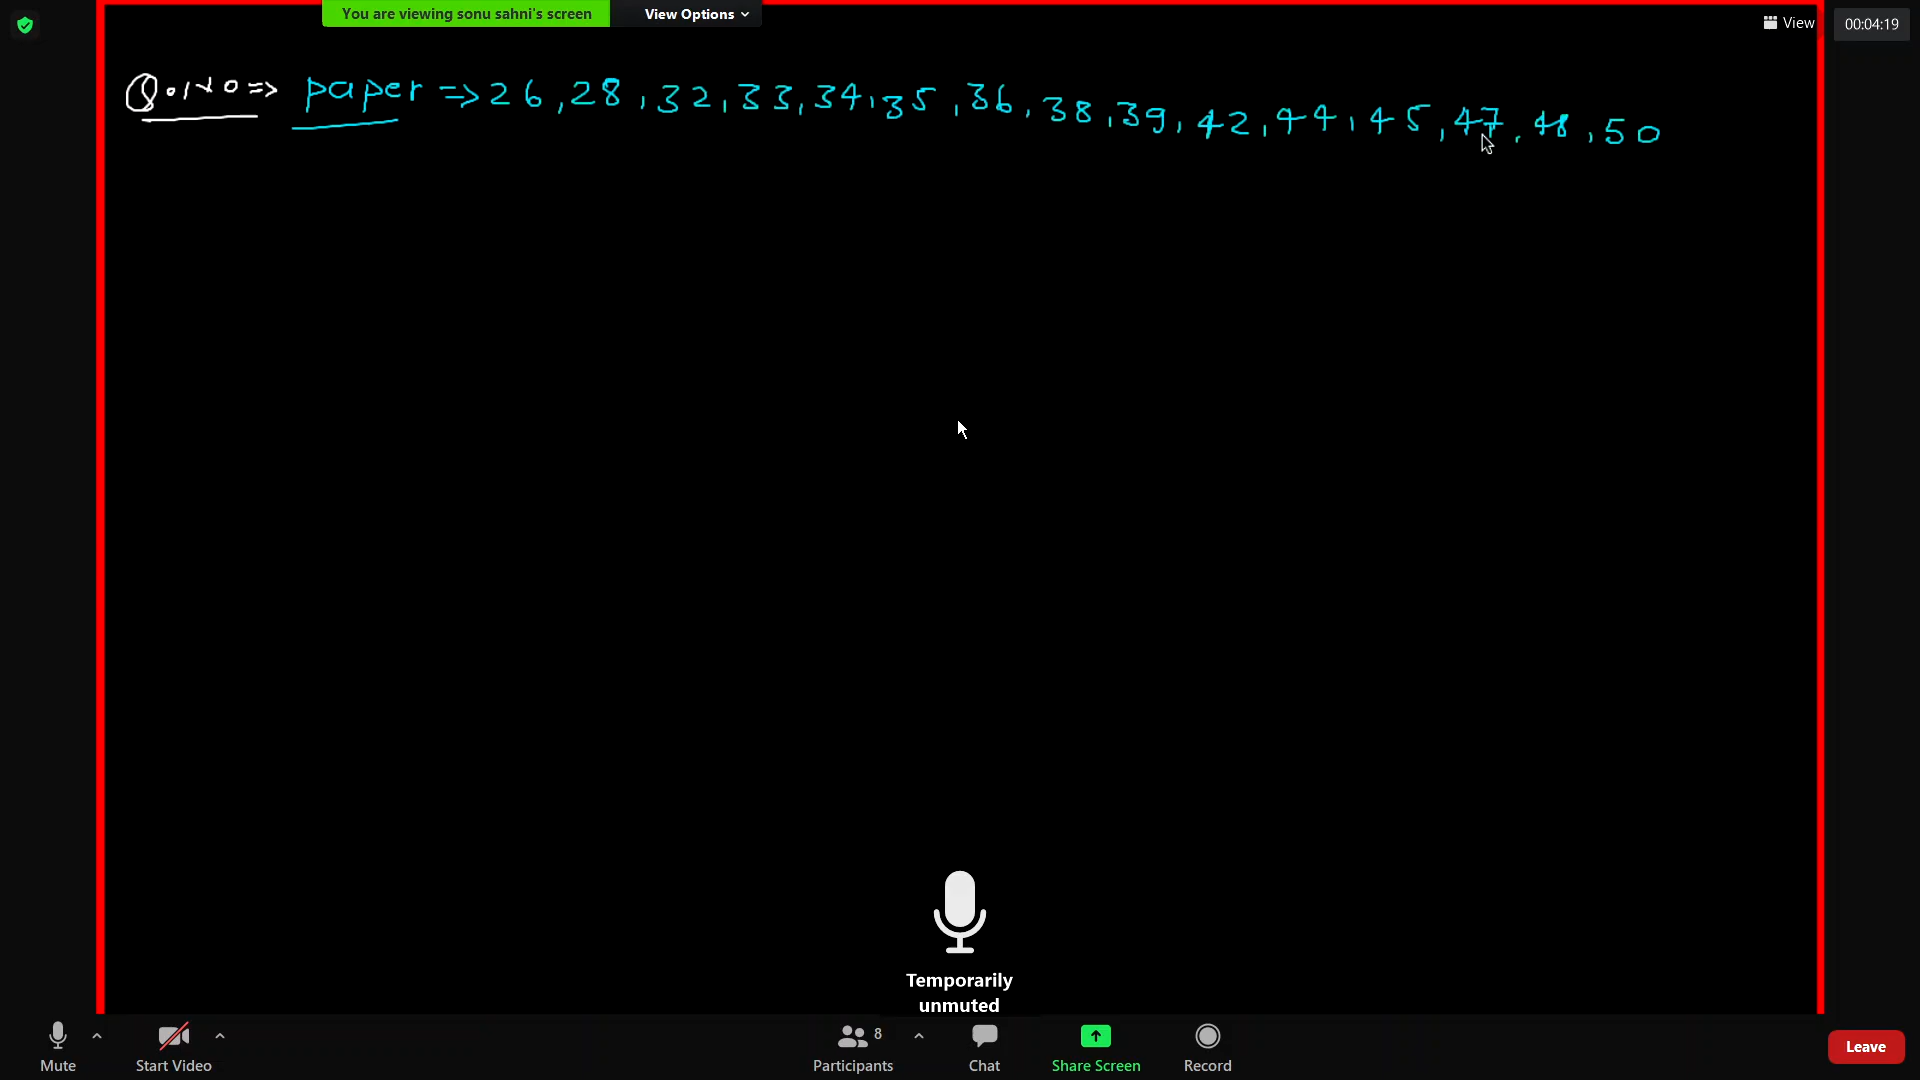 You are viewing sonu sahni's screen View Options
View 00:04:19
Q.No => paper => 26, 28, 32, 33, 34, 35, 36, 38, 39, 42, 44, 45, 47, 48, 50
Temporarily
unmuted
Mute Start Video Participants 8 Chat Share Screen Record Leave